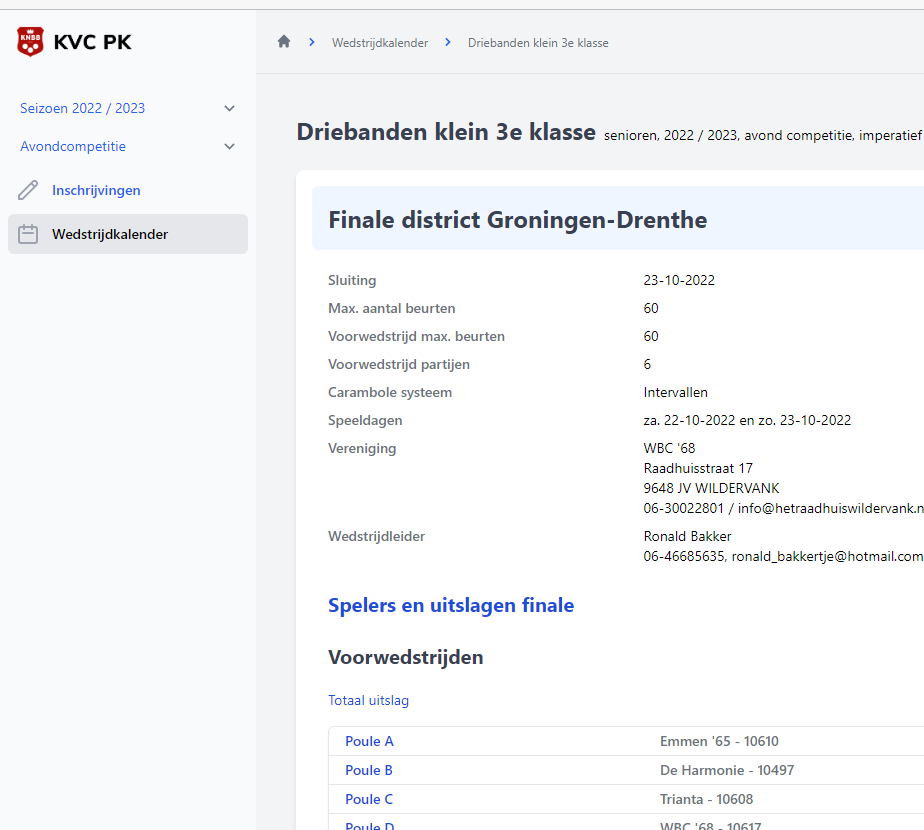 KNBB
KVC PK
Seizoen 2022 / 2023
Avondcompetitie
Inschrijvingen
Wedstrijdkalender
Wedstrijdkalender
Driebanden klein 3e klasse
Driebanden klein 3e klasse senioren, 2022 / 2023, avond competitie, imperatief
Finale district Groningen-Drenthe
Sluiting 23-10-2022
Max. aantal beurten 60
Voorwedstrijd max. beurten 60
Voorwedstrijd partijen 6
Carambole systeem Intervallen
Speeldagen za. 22-10-2022 en zo. 23-10-2022
Vereniging WBC '68
Raadhuisstraat 17
9648 JV WILDERVANK
06-30022801 / info@hetraadhuiswildervank.n
Wedstrijdleider Ronald Bakker
06-46685635, ronald_bakkertje@hotmail.com
Spelers en uitslagen finale
Voorwedstrijden
Totaal uitslag
Poule A Emmen '65 - 10610
Poule B De Harmonie - 10497
Poule C Trianta - 10608
Poule D WBC '68 - 10617